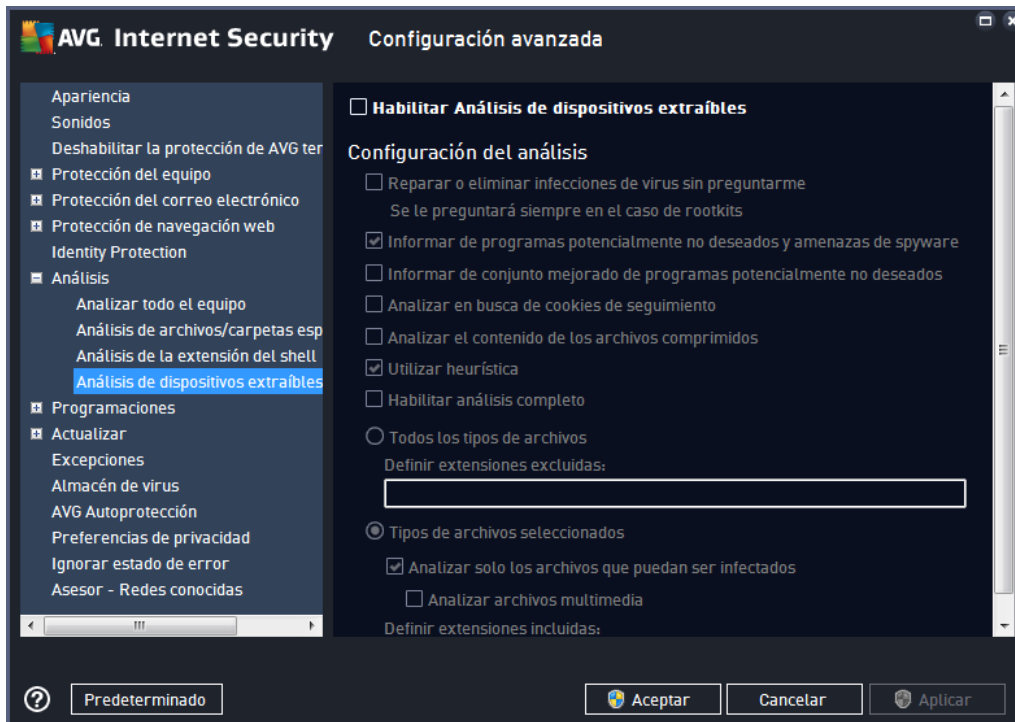 AVG. Internet Security Configuración avanzada
Apariencia
Sonidos
Deshabilitar la protección de AVG ter
Protección del equipo
Protección del correo electrónico
Protección de navegación web
Identity Protection
Análisis
Analizar todo el equipo
Análisis de archivos/carpetas esp
Análisis de la extensión del shell
Análisis de dispositivos extraíbles
Programaciones
Actualizar
Excepciones
Almacén de virus
AVG Autoprotección
Preferencias de privacidad
Ignorar estado de error
Asesor - Redes conocidas
Habilitar Análisis de dispositivos extraíbles
Configuración del análisis
Reparar o eliminar infecciones de virus sin preguntarme
Se le preguntará siempre en el caso de rootkits
Informar de programas potencialmente no deseados y amenazas de spyware
Informar de conjunto mejorado de programas potencialmente no deseados
Analizar en busca de cookies de seguimiento
Analizar el contenido de los archivos comprimidos
Utilizar heurística
Habilitar análisis completo
Todos los tipos de archivos
Definir extensiones excluidas:
Tipos de archivos seleccionados
Analizar solo los archivos que puedan ser infectados
Analizar archivos multimedia
Definir extensiones incluidas:
Predeterminado
Aceptar
Cancelar
Aplicar